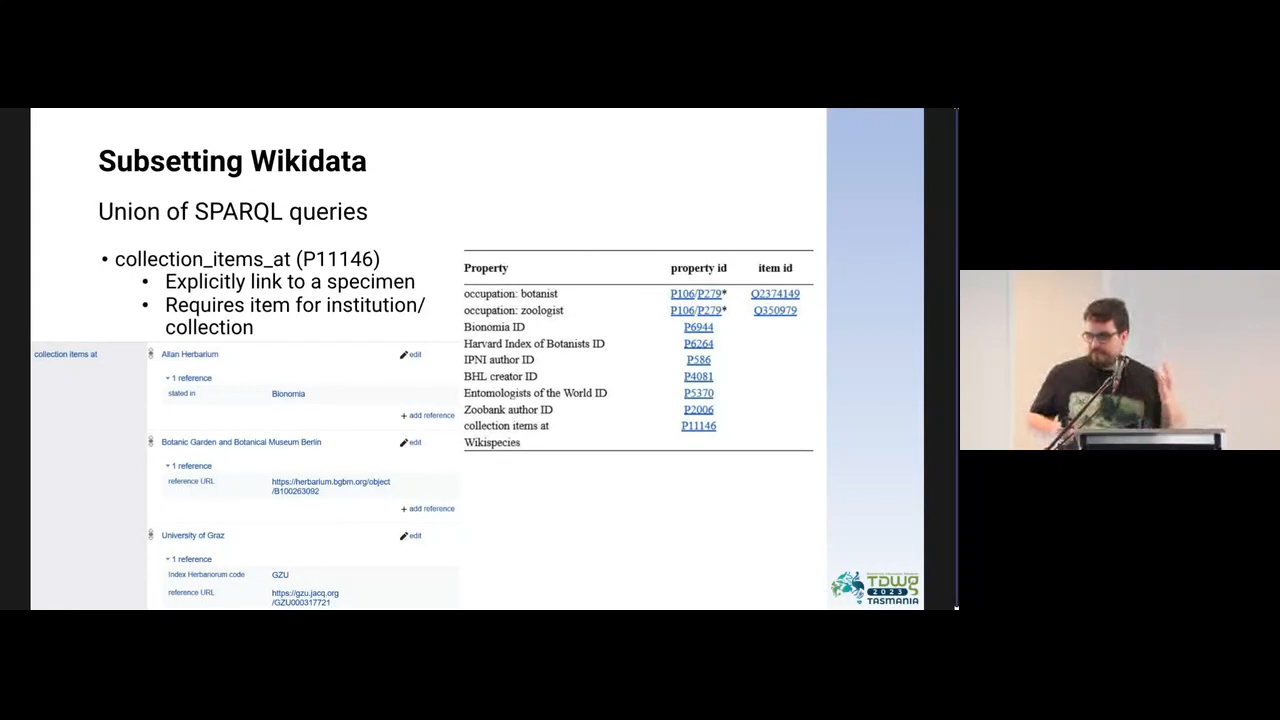 Subsetting Wikidata
Union of SPARQL queries
• collection_items_at (P11146)
• Explicitly link to a specimen
• Requires item for institution/
collection
collection items at
Allan Herbarium
edit
1 reference
stated in Bionomia
+ add reference
Botanic Garden and Botanical Museum Berlin
edit
1 reference
reference URL https://herbarium.bgbm.org/object
/B100263092
+ add reference
University of Graz
edit
1 reference
Index Herbariorum code GZU
reference URL https://gzu.jacq.org
/GZU000317721
Property property id item id
occupation: botanist P106/P279* Q2374149
occupation: zoologist P106/P279* Q350979
Bionomia ID P6944
Harvard Index of Botanists ID P6264
IPNI author ID P586
BHL creator ID P4081
Entomologists of the World ID P5370
Zoobank author ID P2006
collection items at P11146
Wikispecies
TDWG
2023
TASMANIA